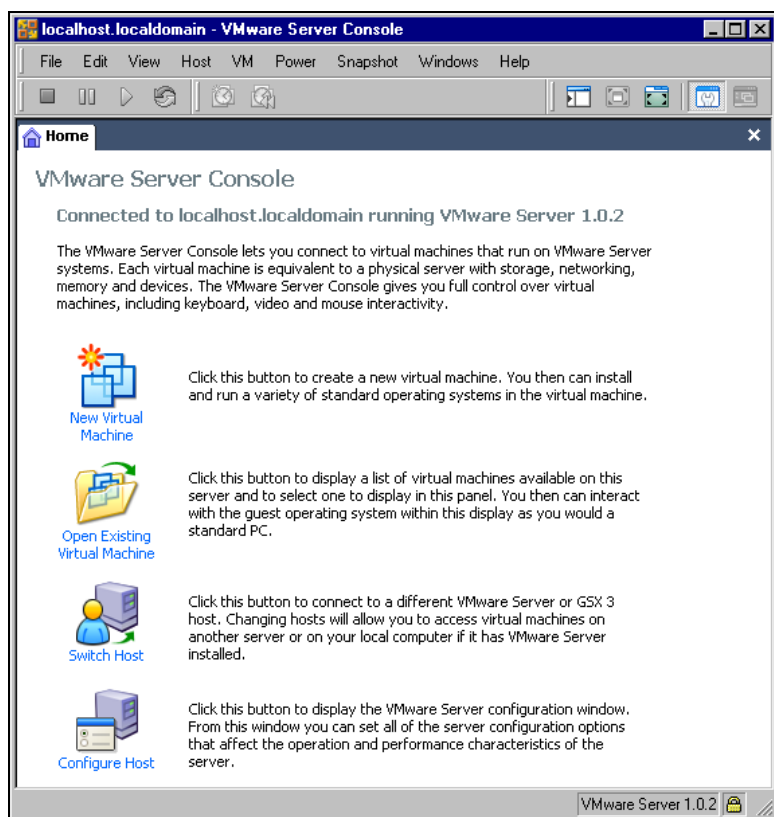 localhost.localdomain - VMware Server Console
File Edit View Host VM Power Snapshot Windows Help
Home
VMware Server Console
Connected to localhost.localdomain running VMware Server 1.0.2
The VMware Server Console lets you connect to virtual machines that run on VMware Server
systems. Each virtual machine is equivalent to a physical server with storage, networking,
memory and devices. The VMware Server Console gives you full control over virtual
machines, including keyboard, video and mouse interactivity.
Click this button to create a new virtual machine. You then can install
and run a variety of standard operating systems in the virtual machine.
New Virtual
Machine
Click this button to display a list of virtual machines available on this
server and to select one to display in this panel. You then can interact
with the guest operating system within this display as you would a
standard PC.
Open Existing
Virtual Machine
Click this button to connect to a different VMware Server or GSX 3
host. Changing hosts will allow you to access virtual machines on
another server or on your local computer if it has VMware Server
installed.
Switch Host
Click this button to display the VMware Server configuration window.
From this window you can set all of the server configuration options
that affect the operation and performance characteristics of the
server.
Configure Host
VMware Server 1.0.2